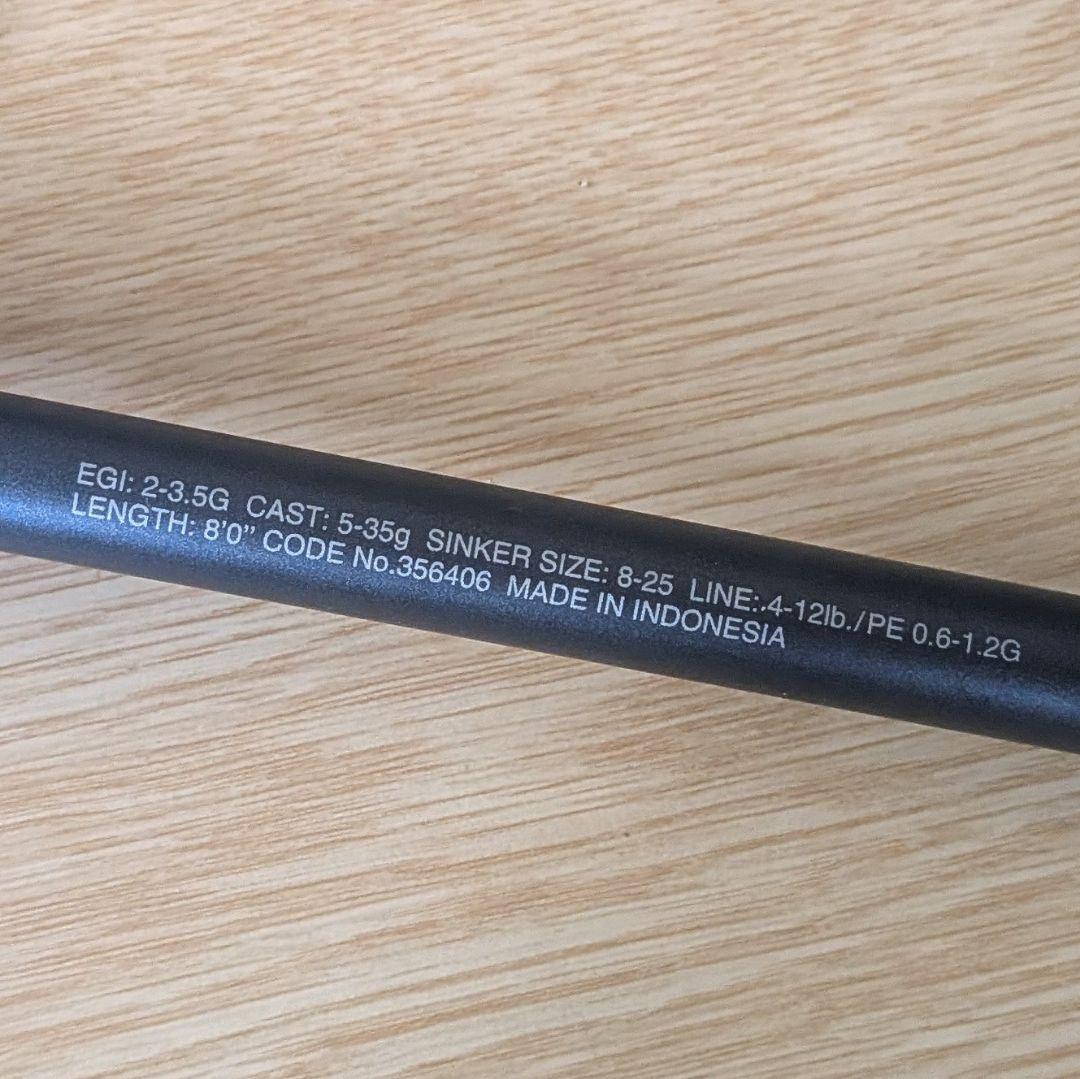 EGI: 2-3.5G CAST: 5-35g SINKER SIZE: 8-25 LINE:.4-12lb./PE 0.6-1.2G
LENGTH: 8'0" CODE No.356406 MADE IN INDONESIA